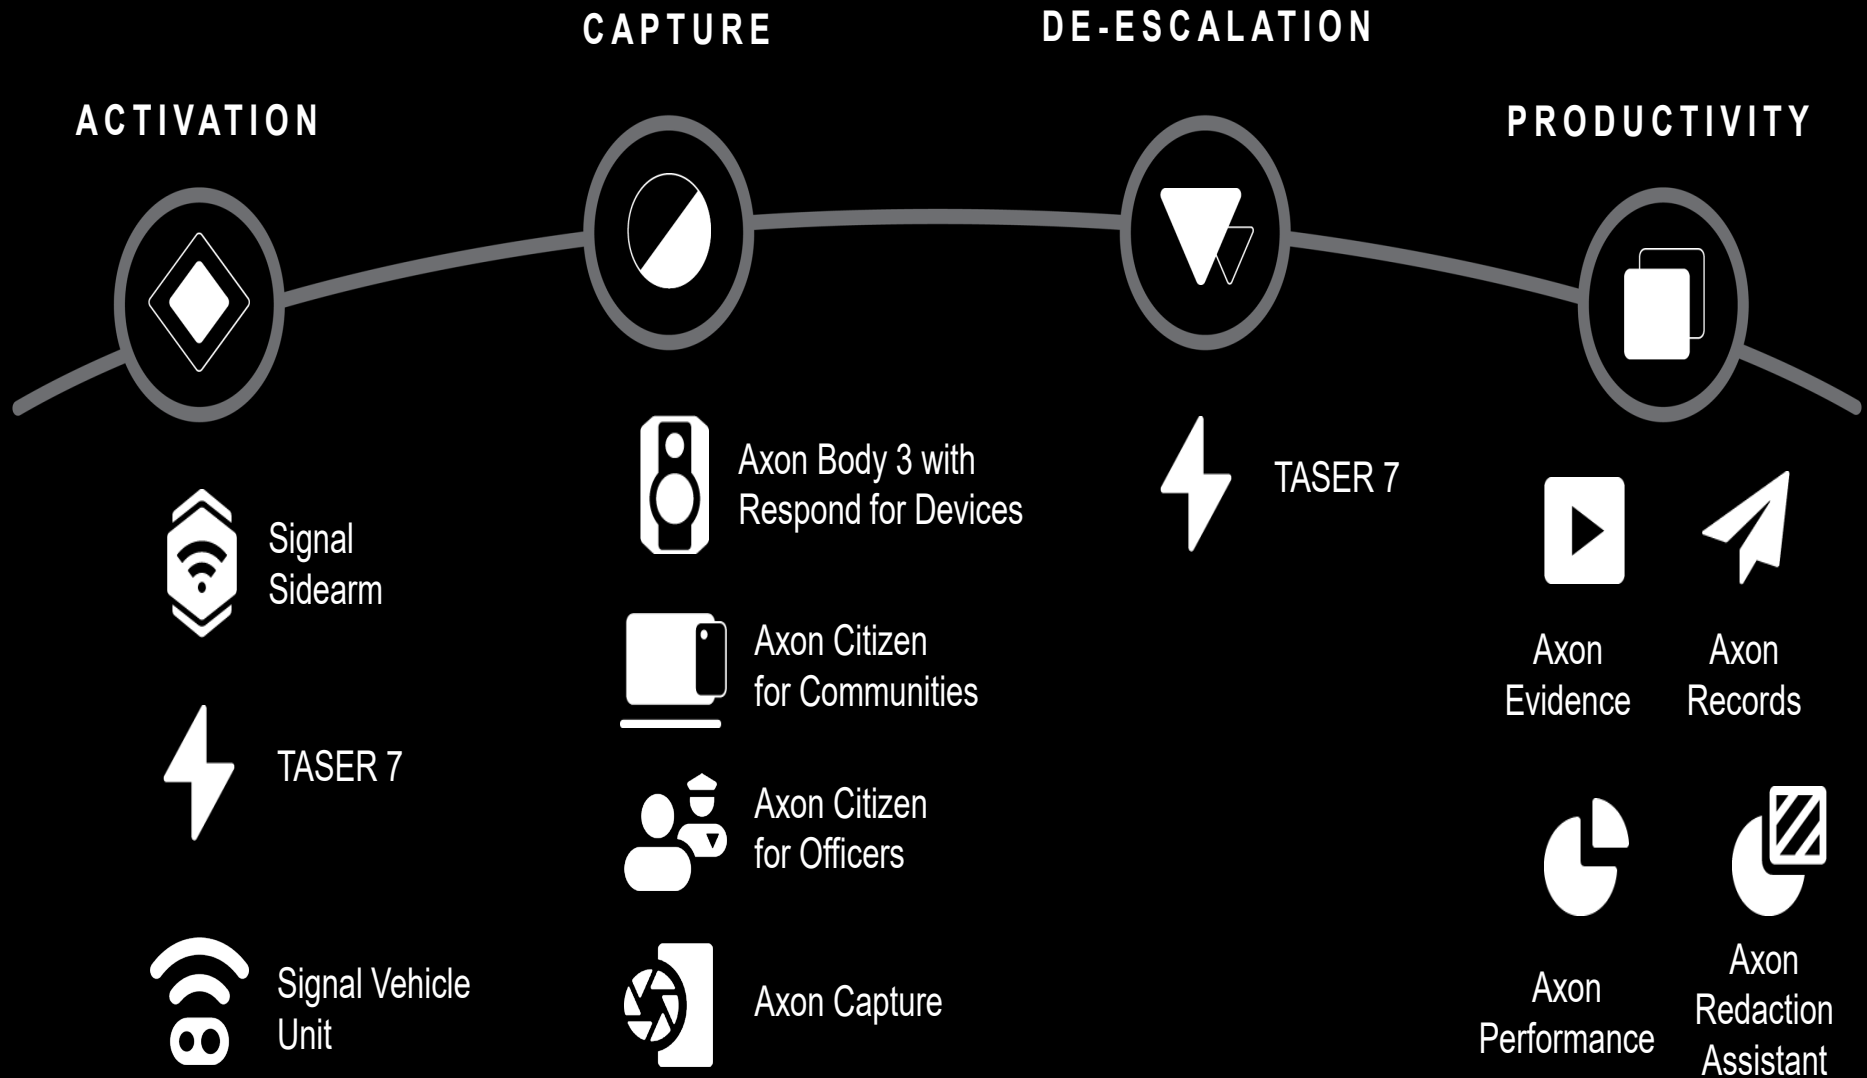 ACTIVATION
Signal
Sidearm
TASER 7
Signal Vehicle
Unit
CAPTURE
Axon Body 3 with
Respond for Devices
Axon Citizen
for Communities
Axon Citizen
for Officers
Axon Capture
DE-ESCALATION
TASER 7
PRODUCTIVITY
Axon
Evidence
Axon
Records
Axon
Performance
Axon
Redaction
Assistant